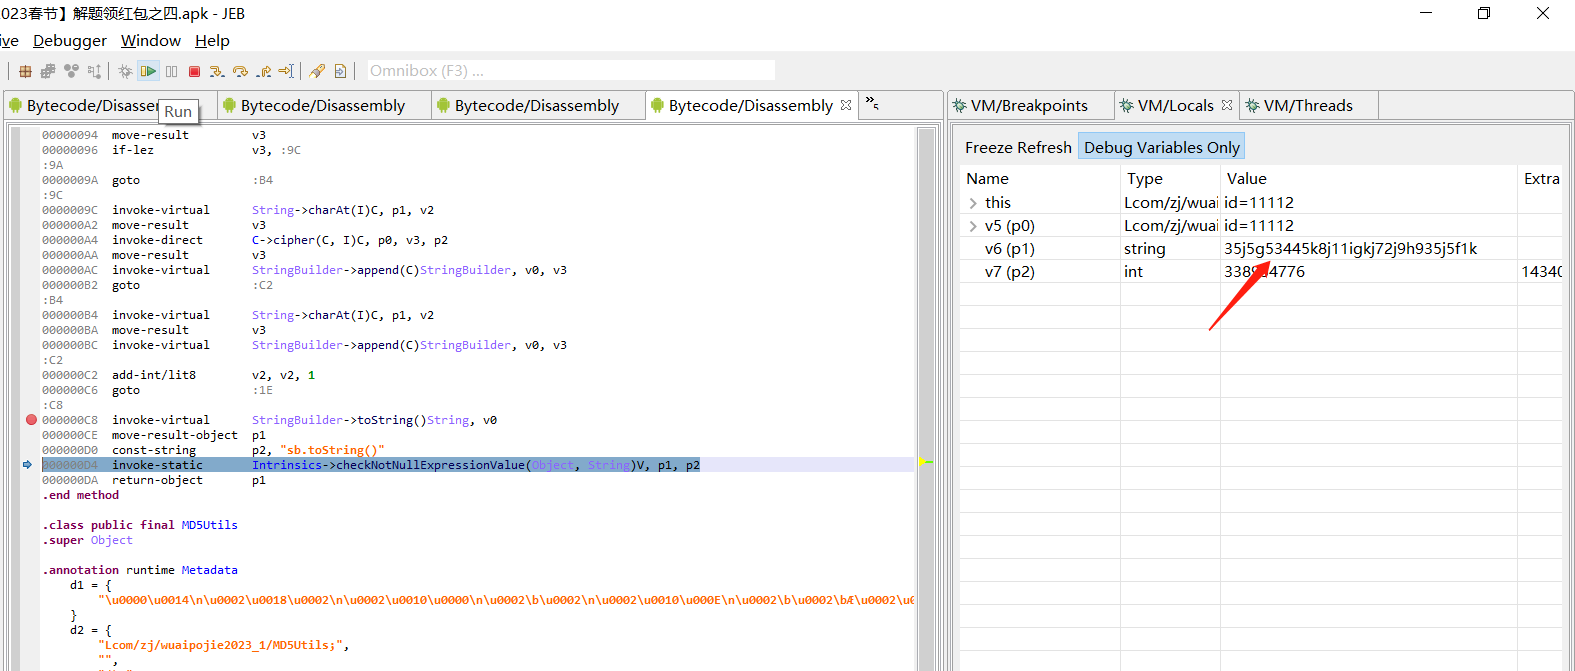 2023春节】解题领红包之四.apk - JEB
ive Debugger Window Help
Omnibox (F3) ...
Bytecode/Disasser
Bytecode/Disassembly
Bytecode/Disassembly
Bytecode/Disassembly
»5
Run
00000094 move-result v3
00000096 if-lez v3, :9C
:9A
0000009A goto :B4
:9C
0000009C invoke-virtual String->charAt(I)C, p1, v2
000000A2 move-result v3
000000A4 invoke-direct C->cipher(C, I)C, p0, v3, p2
000000AA move-result v3
000000AC invoke-virtual StringBuilder->append(C)StringBuilder, v0, v3
000000B2 goto :C2
:B4
000000B4 invoke-virtual String->charAt(I)C, p1, v2
000000BA move-result v3
000000BC invoke-virtual StringBuilder->append(C)StringBuilder, v0, v3
:C2
000000C2 add-int/lit8 v2, v2, 1
000000C6 goto :1E
:C8
000000C8 invoke-virtual StringBuilder->toString()String, v0
000000CE move-result-object p1
000000D0 const-string p2, "sb.toString()"
000000D4 invoke-static Intrinsics->checkNotNullExpressionValue(Object, String)V, p1, p2
000000DA return-object p1
.end method
.class public final MD5Utils
.super Object
.annotation runtime Metadata
d1 = {
"\u0000\u0014\n\u0002\u0018\u0002\n\u0002\u0010\u0000\n\u0002\b\u0002\n\u0002\u0010\u000E\n\u0002\b\u0002\bÆ\u0002\u0
}
d2 = {
"Lcom/zj/wuaipojie2023_1/MD5Utils;",
"",
VM/Breakpoints
VM/Locals
VM/Threads
Freeze Refresh Debug Variables Only
Name Type Value Extra
this Lcom/zj/wuai id=11112
v5 (p0) Lcom/zj/wuai id=11112
v6 (p1) string 35j5g53445k8j11igkj72j9h935j5f1k
v7 (p2) int 14340